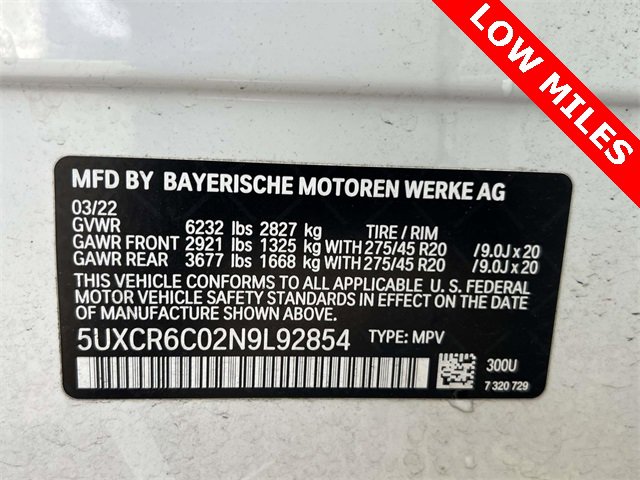 LOW MILES
MFD BY BAYERISCHE MOTOREN WERKE AG
03/22
GVWR 6232 lbs 2827 kg TIRE / RIM
GAWR FRONT 2921 lbs 1325 kg WITH 275/45 R20 /9.0J x 20
GAWR REAR 3677 lbs 1668 kg WITH 275/45 R20 /9.0J x 20
THIS VEHICLE CONFORMS TO ALL APPLICABLE U. S. FEDERAL
MOTOR VEHICLE SAFETY STANDARDS IN EFFECT ON THE DATE OF
MANUFACTURE SHOWN ABOVE.
5UXCR6C02N9L92854 TYPE: MPV
300U
7 320 729